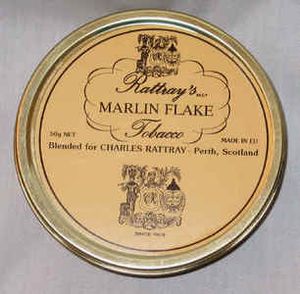 Rattray's
MARLIN FLAKE
50g NET
Tobacco
MADE IN EU
Blended for CHARLES RATTRAY - Perth, Scotland